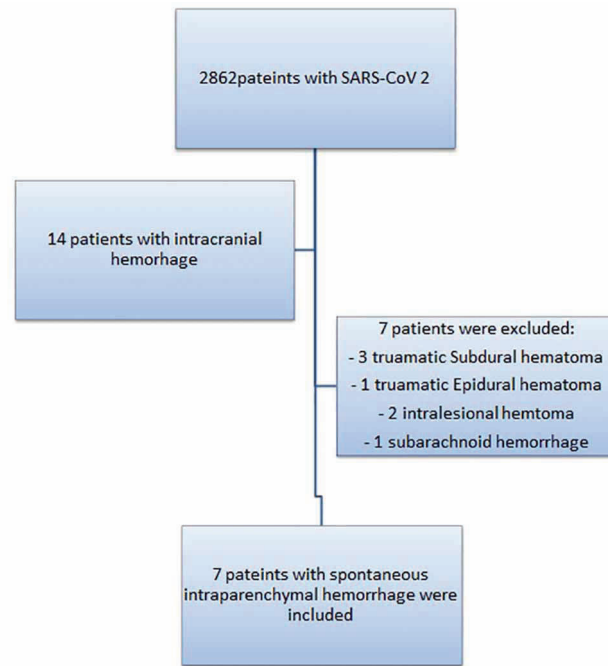 2862pateints with SARS-CoV 2
14 patients with intracranial
hemorhage
7 patients were excluded:
- 3 truamatic Subdural hematoma
- 1 truamatic Epidural hematoma
- 2 intralesional hemtoma
- 1 subarachnoid hemorrhage
7 pateints with spontaneous
intraparenchymal hemorrhage were
included